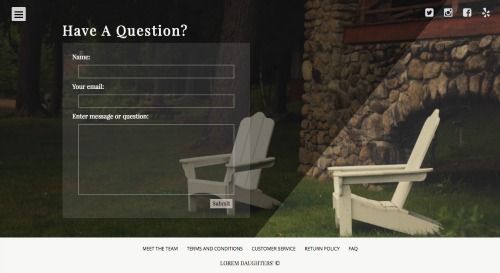 Have A Question?
Name:
Your email:
Enter message or question:
Submit
MEET THE TEAM TERMS AND CONDITIONS CUSTOMER SERVICE RETURN POLICY FAQ
LOREM DAUGHTERS' ©